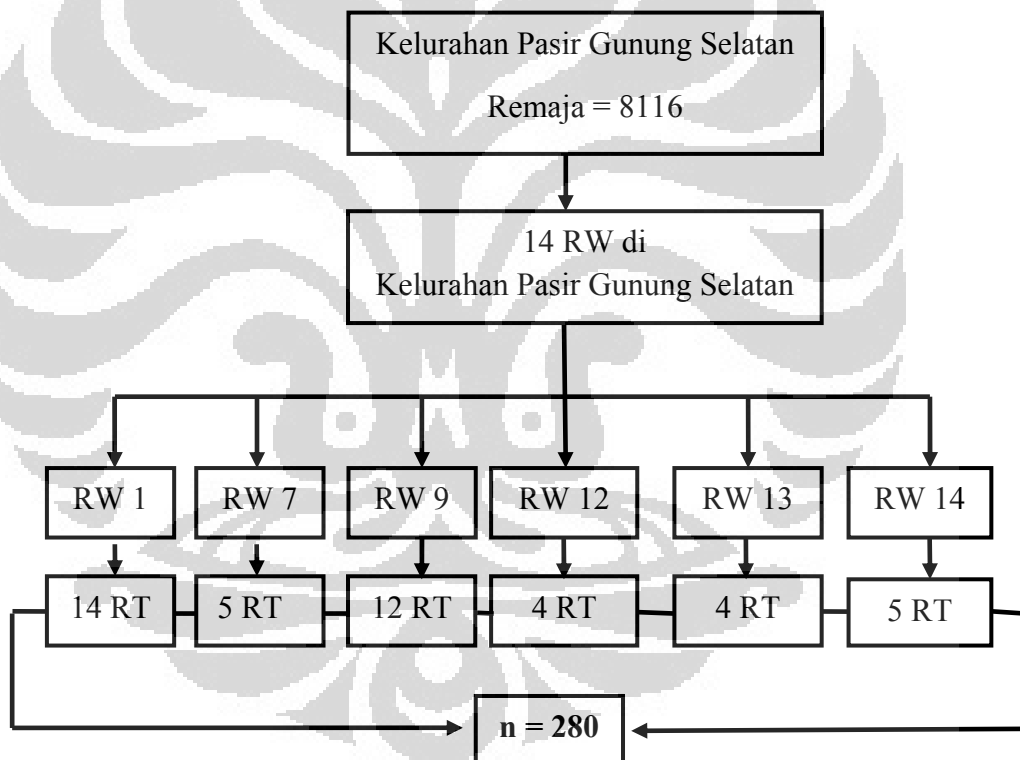 Kelurahan Pasir Gunung Selatan
Remaja = 8116
14 RW di
Kelurahan Pasir Gunung Selatan
RW 1
RW 7
RW 9
RW 12
RW 13
RW 14
14 RT
5 RT
12 RT
4 RT
4 RT
5 RT
n = 280